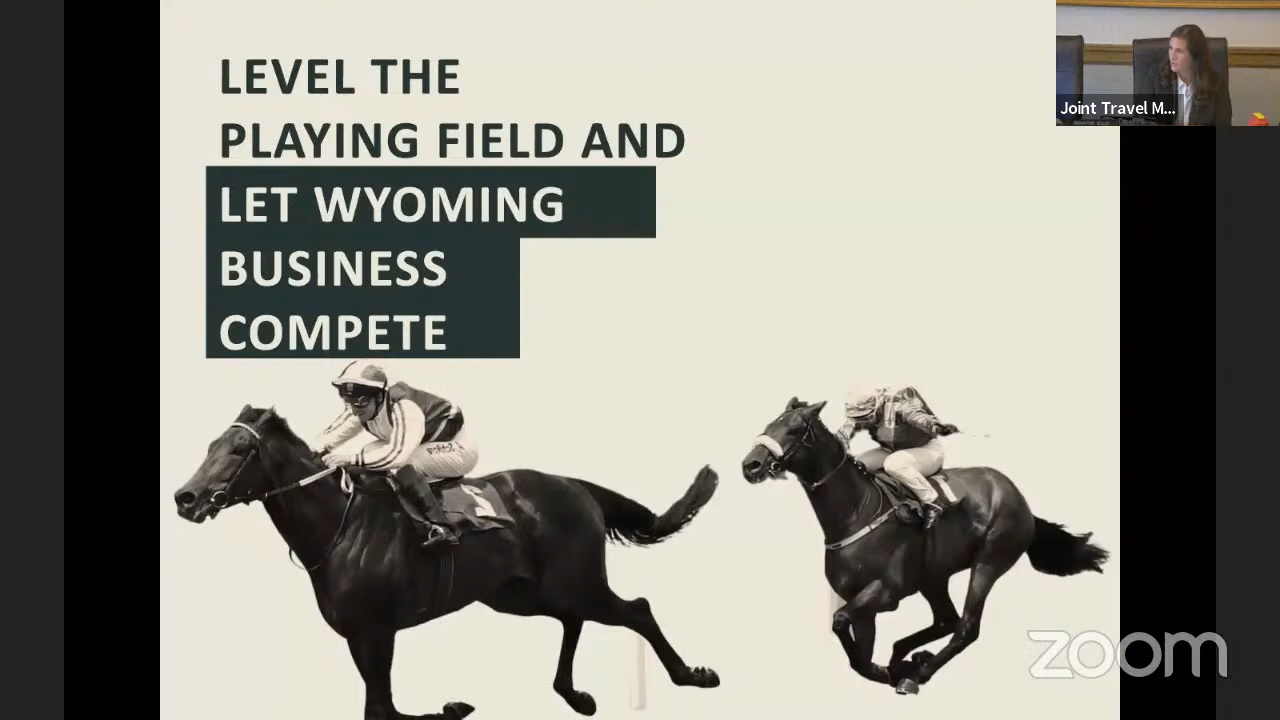 LEVEL THE
PLAYING FIELD AND
LET WYOMING
BUSINESS
COMPETE
Joint Travel M...
zoom